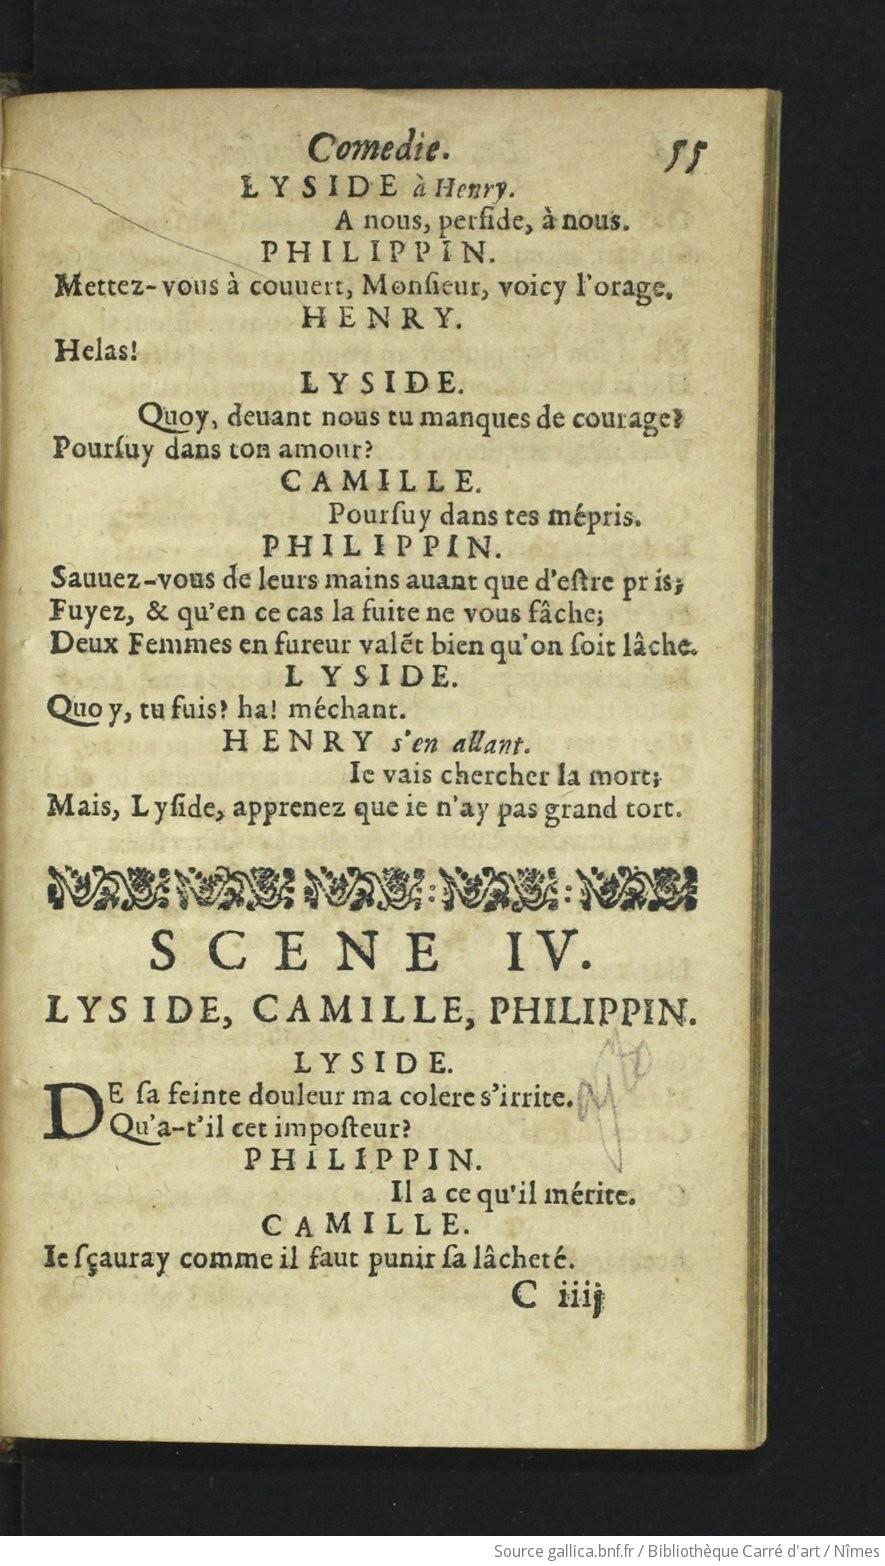 Comedie. 55
LYSIDE à Henry.
A nous, perfide, à nous.
PHILIPPIN.
Mettez-vous à couuert, Monſieur, voicy l'orage.
HENRY.
Helas!
LYSIDE.
Quoy, deuant nous tu manques de courage?
Pourſuy dans ton amour?
CAMILLE.
Pourſuy dans tes mépris.
PHILIPPIN.
Sauuez-vous de leurs mains auant que d'eſtre pris;
Fuyez, & qu'en ce cas la fuite ne vous fâche;
Deux Femmes en fureur valẽt bien qu'on ſoit lâche.
LYSIDE.
Quoy, tu fuis? ha! méchant.
HENRY s'en allant.
Ie vais chercher la mort;
Mais, Lyſide, apprenez que ie n'ay pas grand tort.
SCENE IV.
LYSIDE, CAMILLE, PHILIPPIN.
LYSIDE.
DE ſa feinte douleur ma colere s'irrite.
Qu'a-t'il cet impoſteur?
PHILIPPIN.
Il a ce qu'il mérite.
CAMILLE.
Ie ſçauray comme il faut punir ſa lâcheté.
C iiij
Source gallica.bnf.fr / Bibliothèque Carré d'art / Nîmes